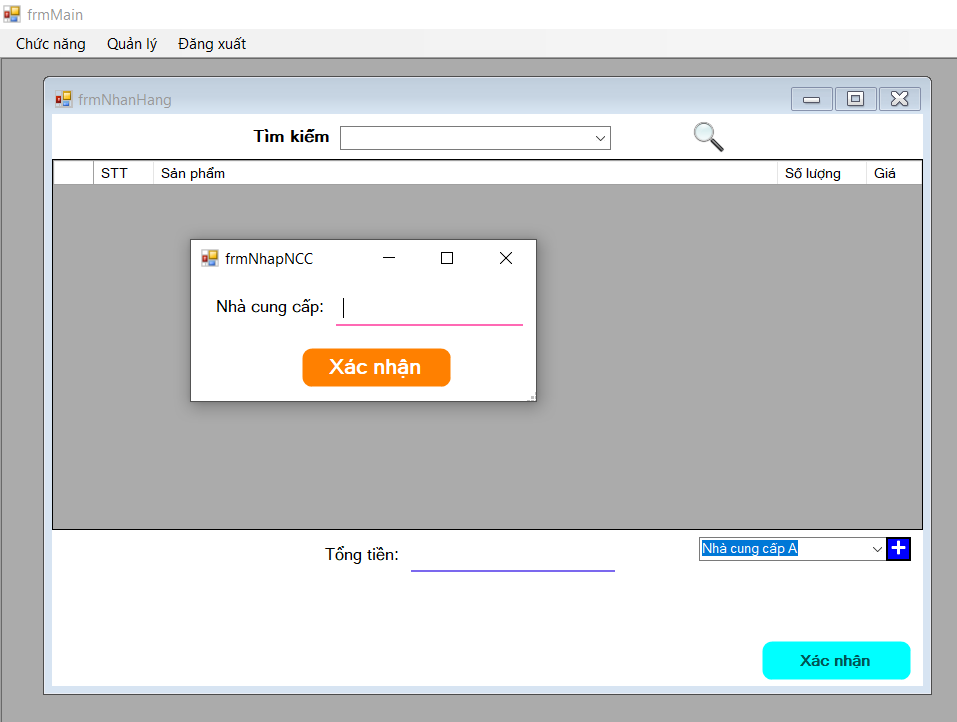 frmMain
Chức năng Quản lý Đăng xuất
frmNhanHang
Tìm kiếm
STT Sản phẩm Số lượng Giá
frmNhapNCC
Nhà cung cấp:
Xác nhận
Tổng tiền:
Nhà cung cấp A
Xác nhận